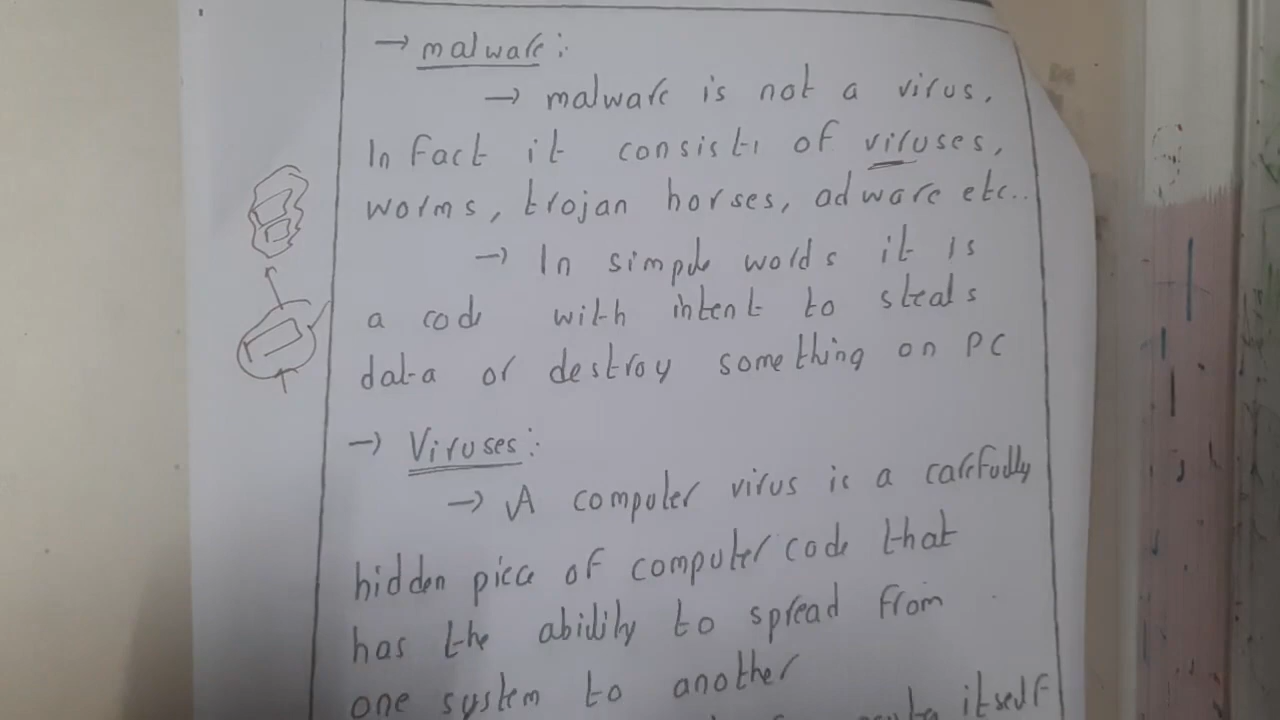 → malware :
→ malware is not a virus.
In fact it consists of viruses,
worms, trojan horses, adware etc..
→ In simple words it is
a code with intent to steals
data or destroy something on PC
→ Viruses :
→ A computer virus is a carefully
hidden piece of computer code that
has the ability to spread from
one system to another
itself